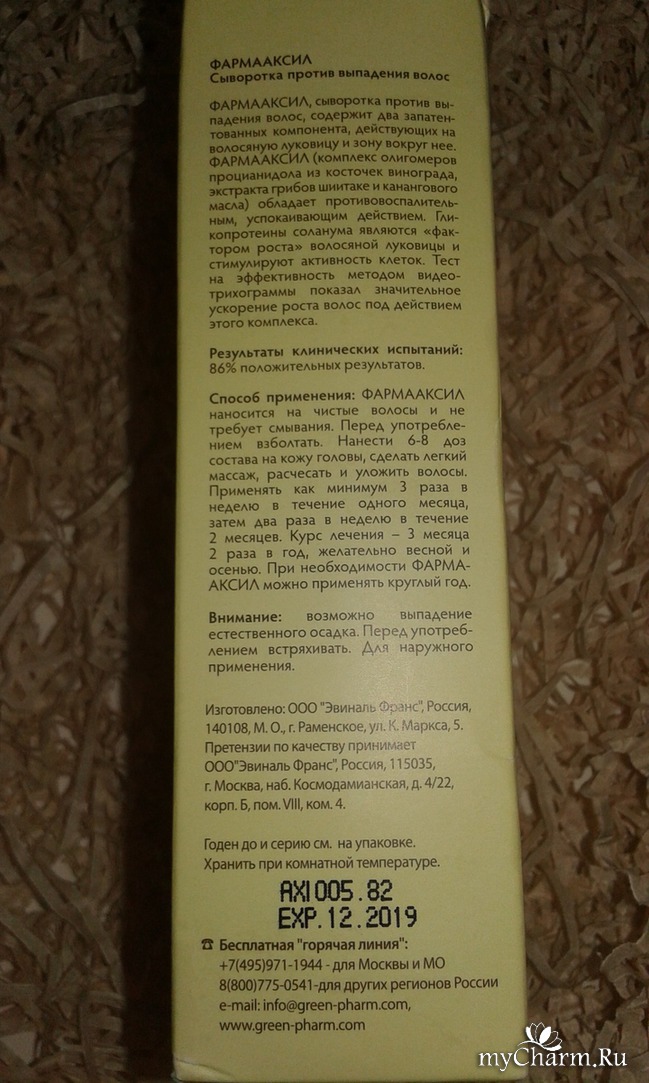 ФАРМААКСИЛ
Сыворотка против выпадения волос
ФАРМААКСИЛ, сыворотка против вы-
падения волос, содержит два запатен-
тованных компонента, действующих на
волосяную луковицу и зону вокруг нее.
ФАРМААКСИЛ (комплекс олигомеров
процианидола из косточек винограда,
экстракта грибов шиитаке и канангового
масла) обладает противовоспалитель-
ным, успокаивающим действием. Гли-
копротеины соланума являются «фак-
тором роста» волосяной луковицы и
стимулируют активность клеток. Тест
на эффективность методом видео-
трихограммы показал значительное
ускорение роста волос под действием
этого комплекса.
Результаты клинических испытаний:
86% положительных результатов.
Способ применения: ФАРМААКСИЛ
наносится на чистые волосы и не
требует смывания. Перед употребле-
нием взболтать. Нанести 6-8 доз
состава на кожу головы, сделать легкий
массаж, расчесать и уложить волосы.
Применять как минимум 3 раза в
неделю в течение одного месяца,
затем два раза в неделю в течение
2 месяцев. Курс лечения – 3 месяца
2 раза в год, желательно весной и
осенью. При необходимости ФАРМА-
АКСИЛ можно применять круглый год.
Внимание: возможно выпадение
естественного осадка. Перед употреб-
лением встряхивать. Для наружного
применения.
Изготовлено: ООО "Эвиналь Франс", Россия,
140108, М. О., г. Раменское, ул. К. Маркса, 5.
Претензии по качеству принимает
ООО"Эвиналь Франс", Россия, 115035,
г. Москва, наб. Космодамианская, д. 4/22,
корп. Б, пом. VIII, ком. 4.
Годен до и серию см. на упаковке.
Хранить при комнатной температуре.
AXI005.82
EXP.12.2019
☎ Бесплатная "горячая линия":
+7(495)971-1944 - для Москвы и МО
8(800)775-0541-для других регионов России
e-mail: info@green-pharm.com,
www.green-pharm.com
myCharm.Ru